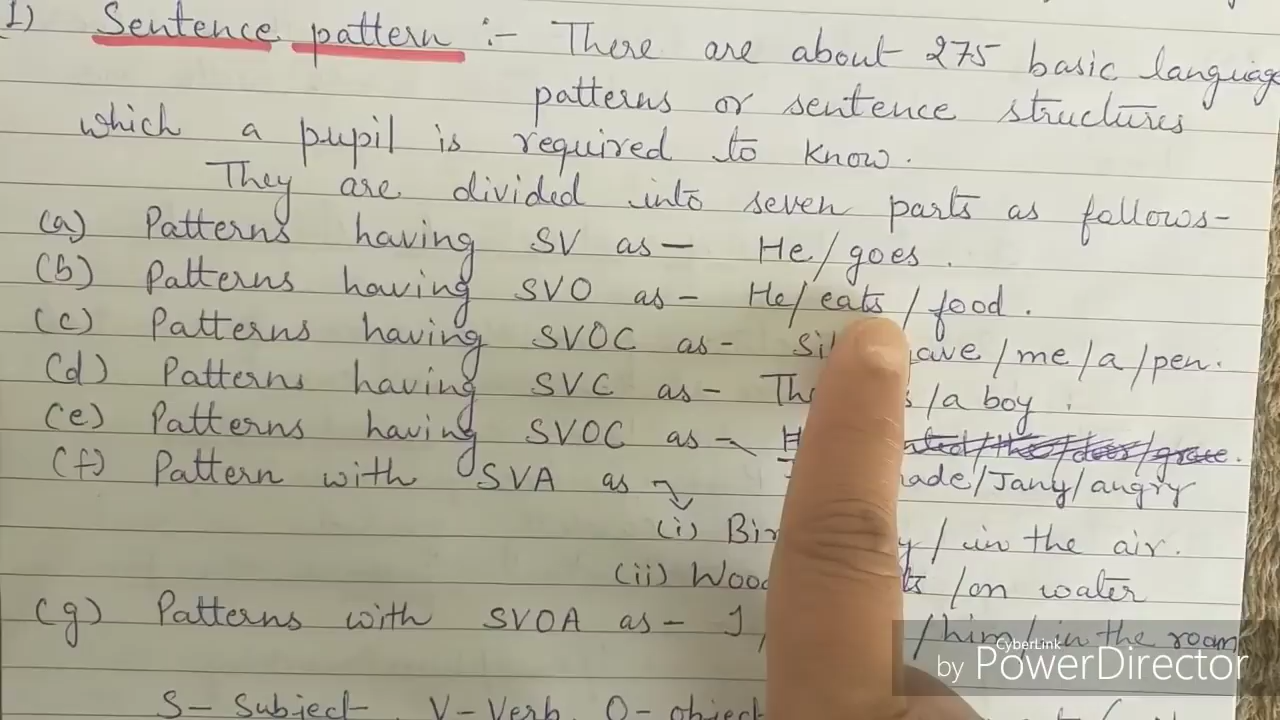 1) Sentence pattern :- There are about 275 basic language
patterns or sentence structures
which a pupil is required to know.
They are divided into seven parts as follows-
(a) Patterns having SV as- He/goes.
(b) Patterns having SVO as- He/eats/food.
(c) Patterns having SVOC as- /me/a/pen.
(d) Patterns having SVC as- /a boy.
(e) Patterns having SVOC as-
/Jany/angry
(f) Pattern with SVA as
(i) /in the air.
(ii) /on water
(g) Patterns with SVOA as- I /him/in the room
S- Subject, V-Verb, O- object
CyberLink
by PowerDirector